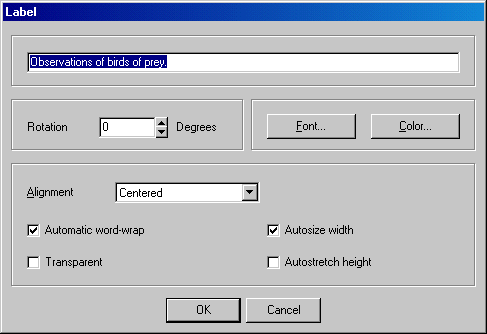 Label
Observations of birds of prey.
Rotation 0 Degrees Font... Color...
Alignment Centered
Automatic word-wrap Autosize width
Transparent Autostretch height
OK Cancel